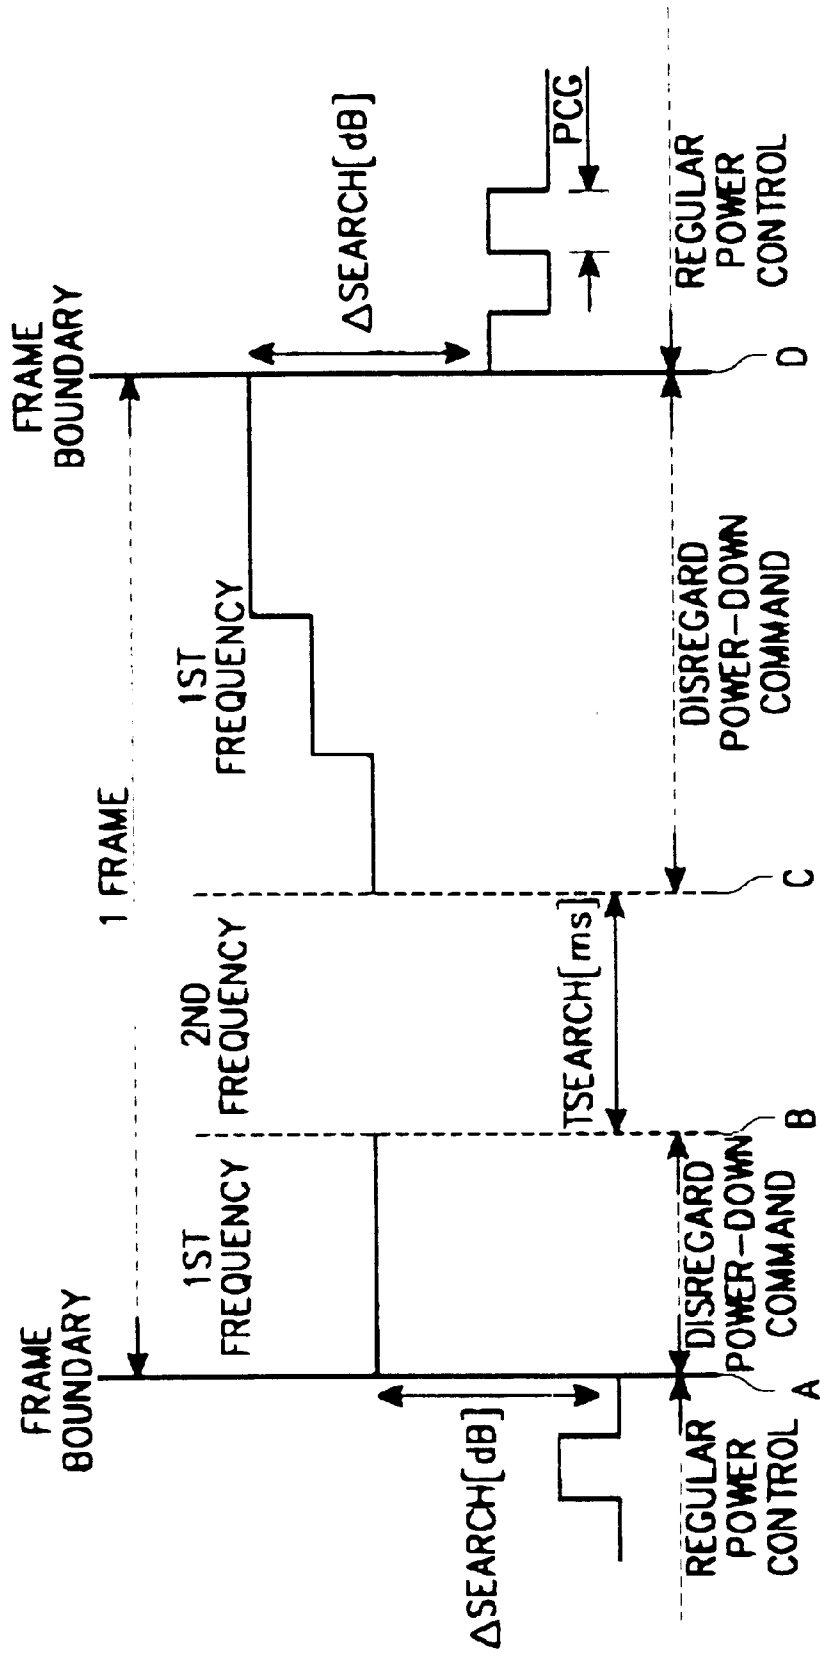 FRAME
BOUNDARY
FRAME
BOUNDARY
1 FRAME
1ST
FREQUENCY
2ND
FREQUENCY
1ST
FREQUENCY
ΔSEARCH[dB]
ΔSEARCH[dB]
TSEARCH[ms]
PCG
REGULAR
POWER
CONTROL
DISREGARD
POWER-DOWN
COMMAND
DISREGARD
POWER-DOWN
COMMAND
REGULAR
POWER
CONTROL
A
B
C
D